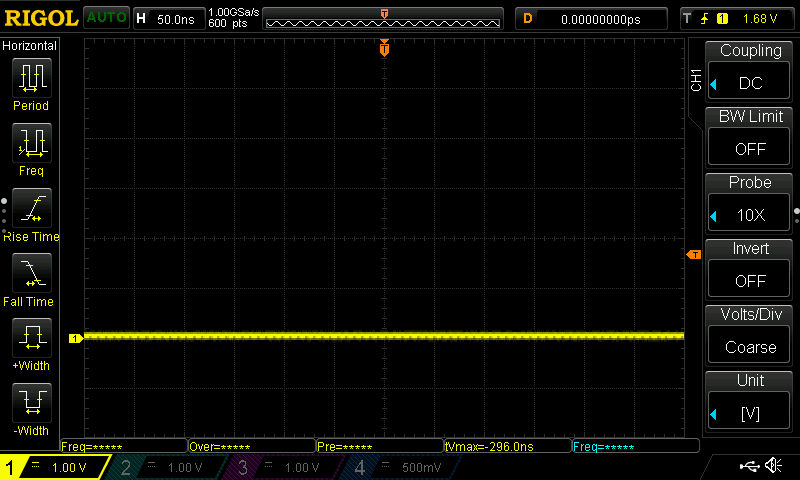 RIGOL AUTO H 50.0ns 1.00GSa/s 600 pts T D 0.00000000ps T 1 1.68 V
Horizontal
Period
Freq
Rise Time
Fall Time
+Width
-Width
T
T
1
CH1
Coupling
DC
BW Limit
OFF
Probe
10X
Invert
OFF
Volts/Div
Coarse
Unit
[V]
Freq=***** Over=***** Pre=***** tVmax=-296.0ns Freq=*****
1 1.00 V 2 1.00 V 3 1.00 V 4 500mV